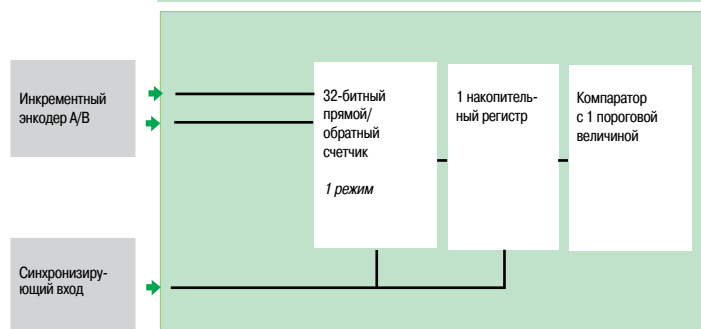 Инкрементный
энкодер А/В
32-битный
прямой/
обратный
счетчик
1 режим
1 накопитель-
ный регистр
Компаратор
с 1 пороговой
величиной
Синхронизиру-
ющий вход